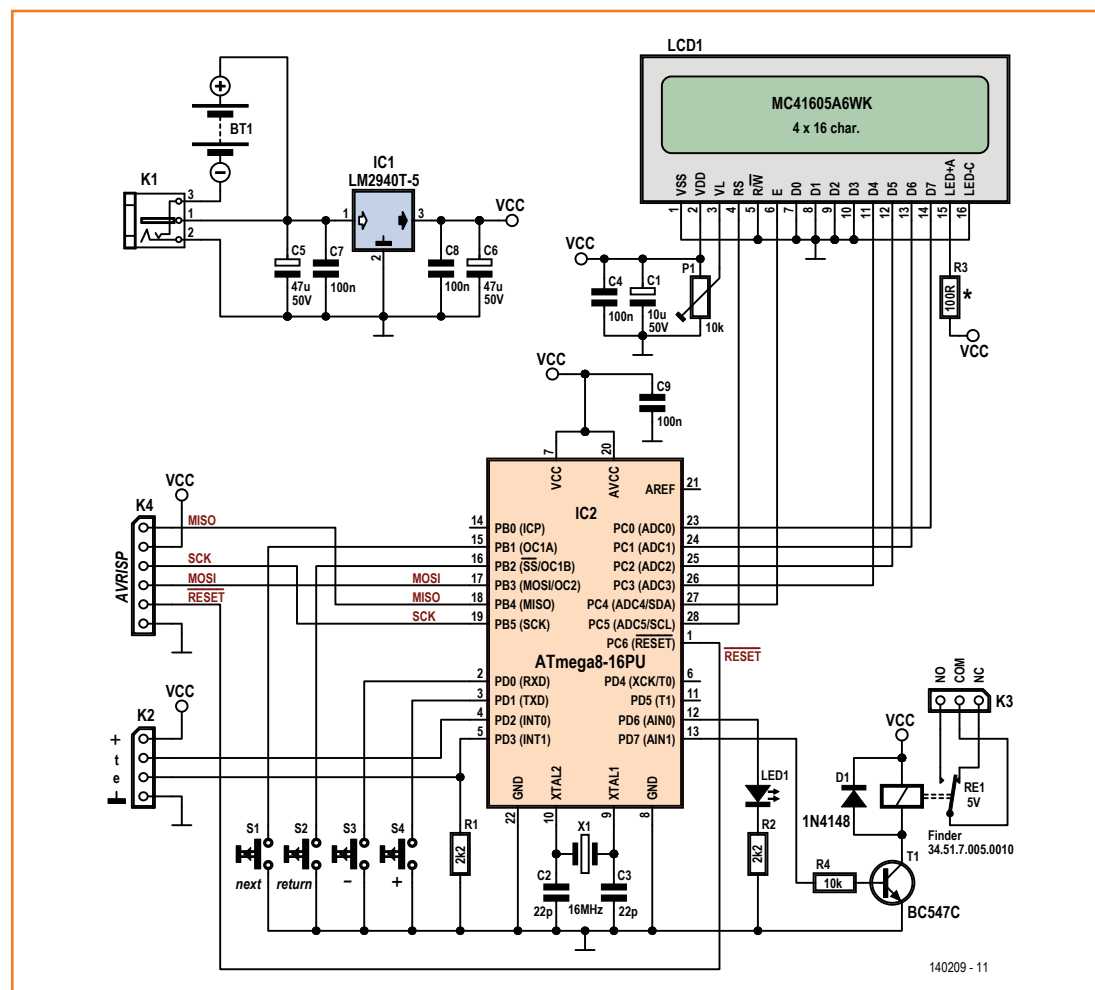 LCD1
MC41605A6WK
4 x 16 char.
VSS
VDD
VL
RS
R/W
E
D0
D1
D2
D3
D4
D5
D6
D7
LED+A
LED-C
1
2
3
4
5
6
7
8
9
10
11
12
13
14
15
16
+
BT1
−
K1
3
1
2
IC1
LM2940T-5
1
3
2
VCC
C5
47u
50V
C7
100n
C8
100n
C6
47u
50V
VCC
C4
100n
C1
10u
50V
P1
10k
R3
100R
*
VCC
VCC
C9
100n
7
VCC
20
AVCC
AREF
21
IC2
14
PB0 (ICP)
15
PB1 (OC1A)
16
PB2 (SS/OC1B)
17
PB3 (MOSI/OC2)
18
PB4 (MISO)
19
PB5 (SCK)
PC0 (ADC0)
23
PC1 (ADC1)
24
PC2 (ADC2)
25
PC3 (ADC3)
26
PC4 (ADC4/SDA)
27
PC5 (ADC5/SCL)
28
PC6 (RESET)
1
RESET
ATmega8-16PU
2
PD0 (RXD)
3
PD1 (TXD)
4
PD2 (INT0)
5
PD3 (INT1)
PD4 (XCK/T0)
6
PD5 (T1)
11
PD6 (AIN0)
12
PD7 (AIN1)
13
GND
22
XTAL2
10
XTAL1
9
GND
8
VCC
K4
AVRISP
MISO
SCK
MOSI
RESET
MOSI
MISO
SCK
VCC
K2
+
t
e
S1
next
S2
return
S3
−
S4
+
R1
2k2
X1
C2
22p
16MHz
C3
22p
LED1
R2
2k2
R4
10k
VCC
D1
1N4148
NO
COM
NC
K3
RE1
5V
Finder
34.51.7.005.0010
T1
BC547C
140209 - 11